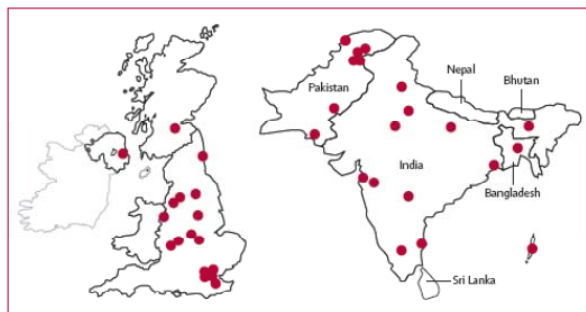 Nepal
Bhutan
Pakistan
India
Bangladesh
Sri Lanka